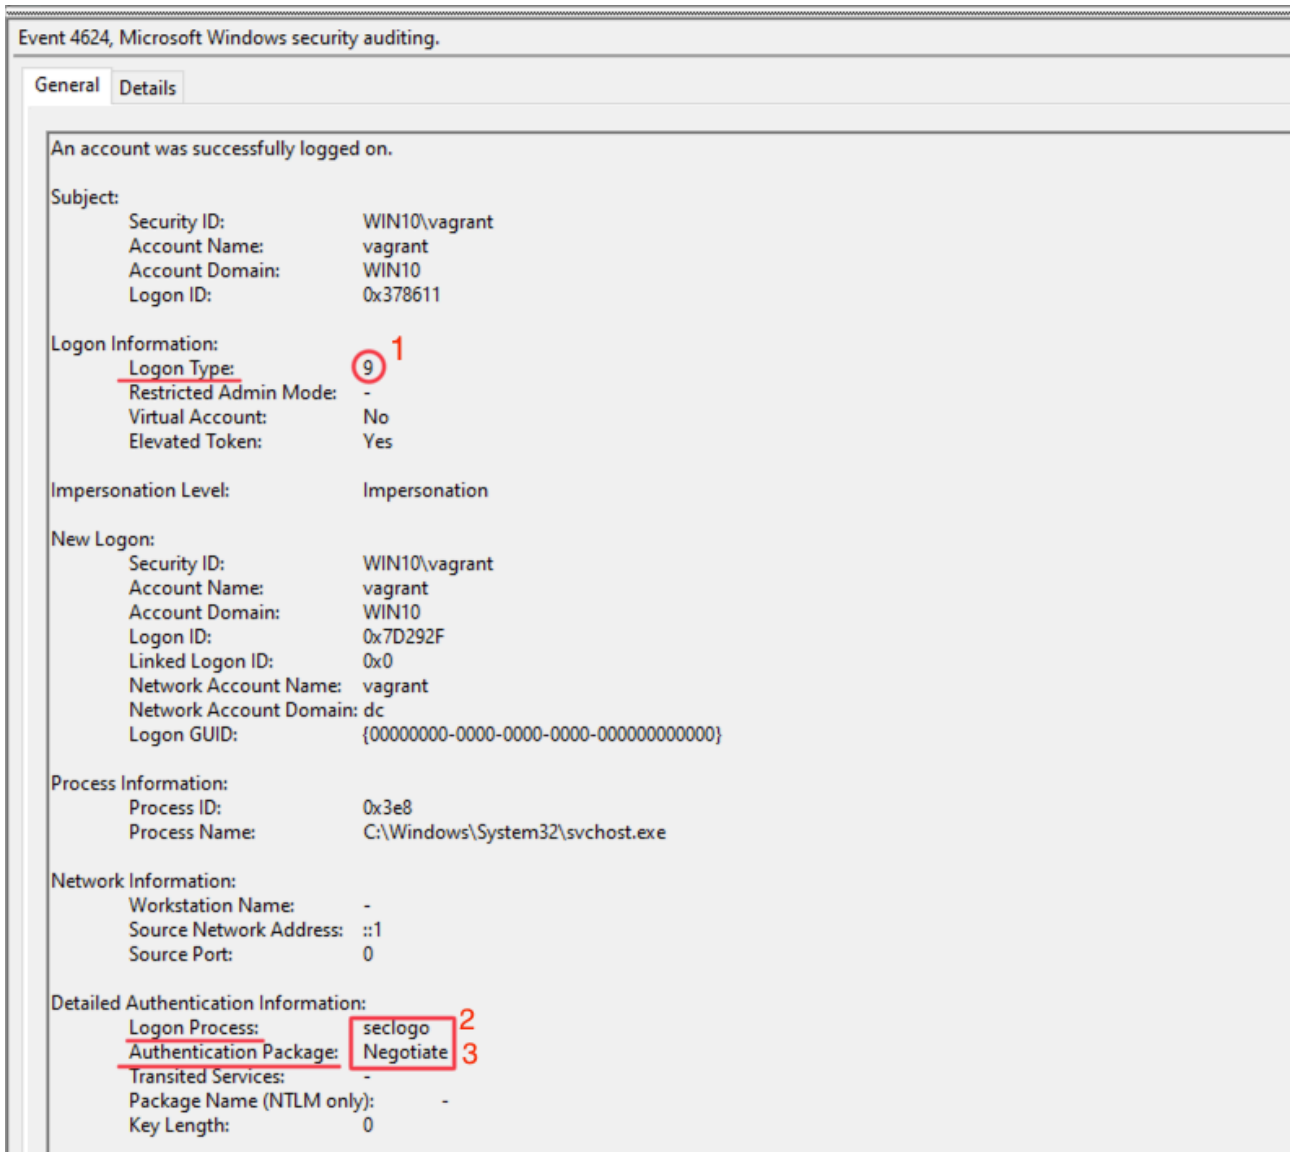 Event 4624, Microsoft Windows security auditing.
General Details
An account was successfully logged on.
Subject:
Security ID: WIN10\vagrant
Account Name: vagrant
Account Domain: WIN10
Logon ID: 0x378611
Logon Information: 1
Logon Type: 9
Restricted Admin Mode: -
Virtual Account: No
Elevated Token: Yes
Impersonation Level: Impersonation
New Logon:
Security ID: WIN10\vagrant
Account Name: vagrant
Account Domain: WIN10
Logon ID: 0x7D292F
Linked Logon ID: 0x0
Network Account Name: vagrant
Network Account Domain: dc
Logon GUID: {00000000-0000-0000-0000-000000000000}
Process Information:
Process ID: 0x3e8
Process Name: C:\Windows\System32\svchost.exe
Network Information:
Workstation Name: -
Source Network Address: ::1
Source Port: 0
Detailed Authentication Information:
Logon Process: seclogo 2
Authentication Package: Negotiate 3
Transited Services: -
Package Name (NTLM only): -
Key Length: 0